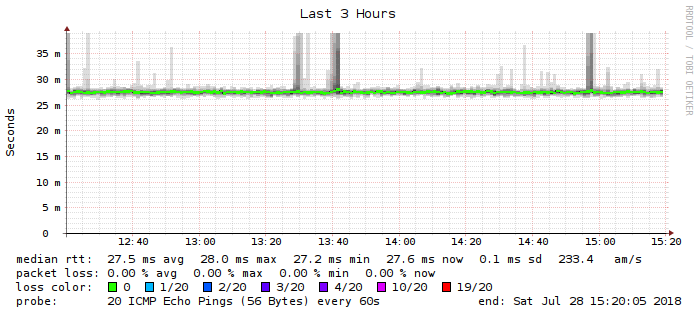 Last 3 Hours
RRDTOOL / TOBI OETIKER
Seconds
35 m
30 m
25 m
20 m
15 m
10 m
5 m
0
12:40 13:00 13:20 13:40 14:00 14:20 14:40 15:00 15:20
median rtt: 27.5 ms avg 28.0 ms max 27.2 ms min 27.6 ms now 0.1 ms sd 233.4 am/s
packet loss: 0.00 % avg 0.00 % max 0.00 % min 0.00 % now
loss color: 0 1/20 2/20 3/20 4/20 10/20 19/20
probe: 20 ICMP Echo Pings (56 Bytes) every 60s end: Sat Jul 28 15:20:05 2018